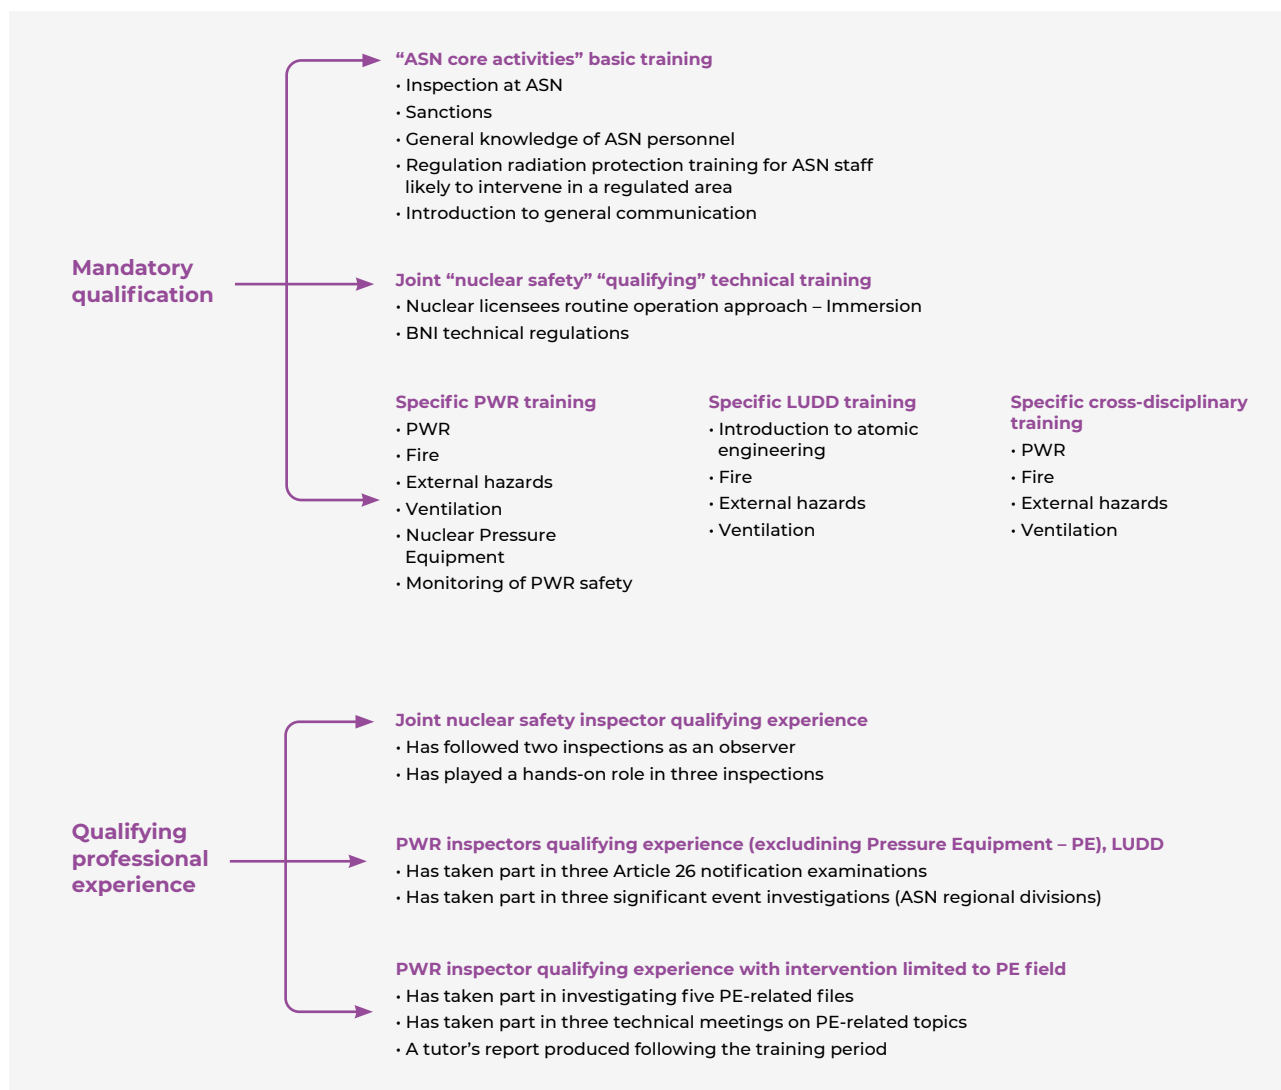 “ASN core activities” basic training
• Inspection at ASN
• Sanctions
• General knowledge of ASN personnel
• Regulation radiation protection training for ASN staff
likely to intervene in a regulated area
• Introduction to general communication
Mandatory
qualification
Joint “nuclear safety” “qualifying” technical training
• Nuclear licensees routine operation approach – Immersion
• BNI technical regulations
Specific PWR training
• PWR
• Fire
• External hazards
• Ventilation
• Nuclear Pressure
Equipment
• Monitoring of PWR safety
Specific LUDD training
• Introduction to atomic
engineering
• Fire
• External hazards
• Ventilation
Specific cross-disciplinary
training
• PWR
• Fire
• External hazards
• Ventilation
Joint nuclear safety inspector qualifying experience
• Has followed two inspections as an observer
• Has played a hands-on role in three inspections
Qualifying
professional
experience
PWR inspectors qualifying experience (excludining Pressure Equipment – PE), LUDD
• Has taken part in three Article 26 notification examinations
• Has taken part in three significant event investigations (ASN regional divisions)
PWR inspector qualifying experience with intervention limited to PE field
• Has taken part in investigating five PE-related files
• Has taken part in three technical meetings on PE-related topics
• A tutor’s report produced following the training period